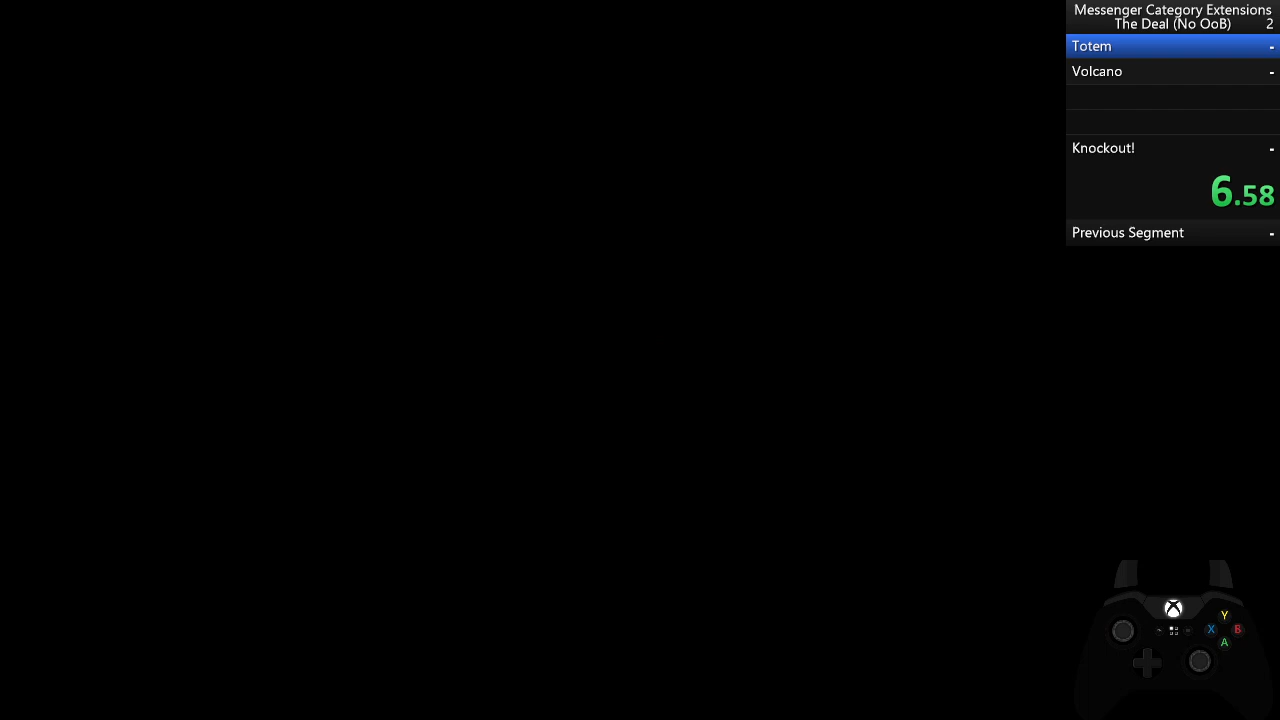 Messenger Category Extensions
The Deal (No OoB) 2
Totem -
Volcano -
Knockout! -
6.58
Previous Segment -
Y
X B
A